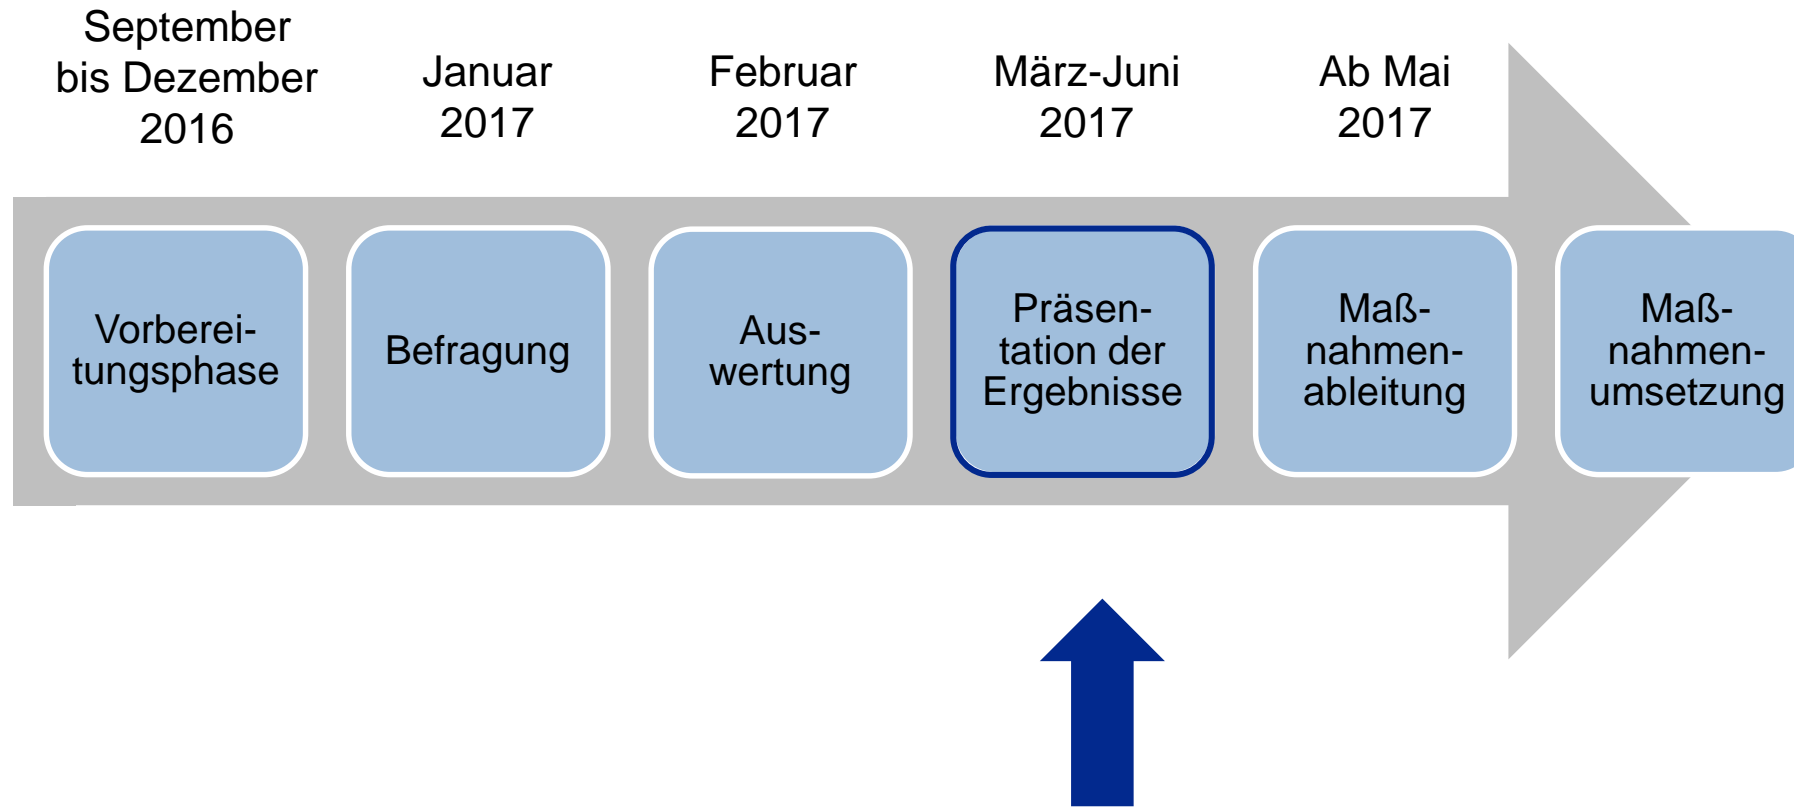 September
bis Dezember
2016
Januar
2017
Februar
2017
März-Juni
2017
Ab Mai
2017
Vorberei-
tungsphase
Befragung
Aus-
wertung
Präsen-
tation der
Ergebnisse
Maß-
nahmen-
ableitung
Maß-
nahmen-
umsetzung